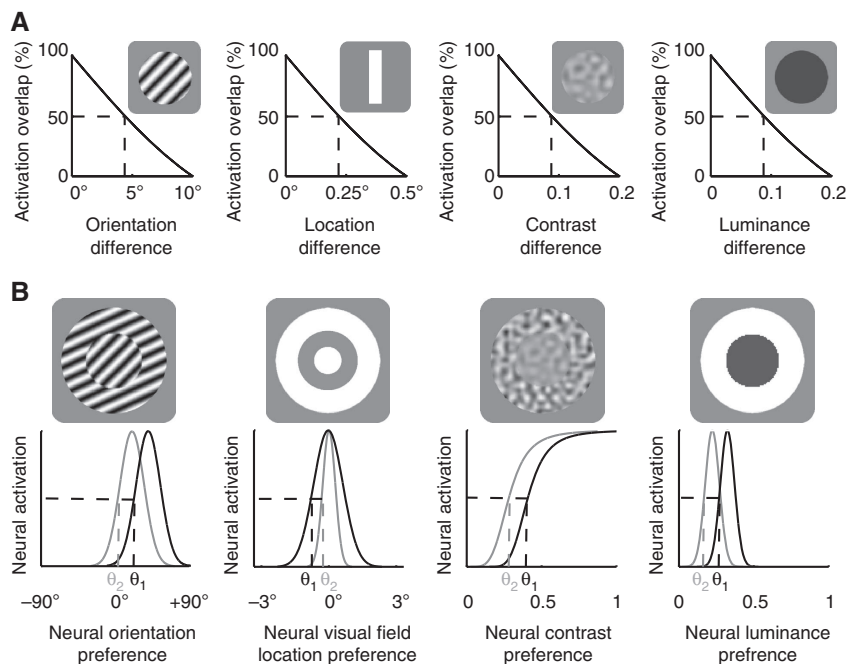 A
Activation overlap (%)
100
50
0
0° 5° 10°
Orientation
difference
Activation overlap (%)
100
50
0
0° 0.25° 0.5°
Location
difference
Activation overlap (%)
100
50
0
0 0.1 0.2
Contrast
difference
Activation overlap (%)
100
50
0
0 0.1 0.2
Luminance
difference
B
Neural activation
θ2 θ1
–90° 0° +90°
Neural orientation
preference
Neural activation
θ1 θ2
–3° 0° 3°
Neural visual field
location preference
Neural activation
θ2 θ1
0 0.5 1
Neural contrast
preference
Neural activation
θ2 θ1
0 0.5 1
Neural luminance
prefrence